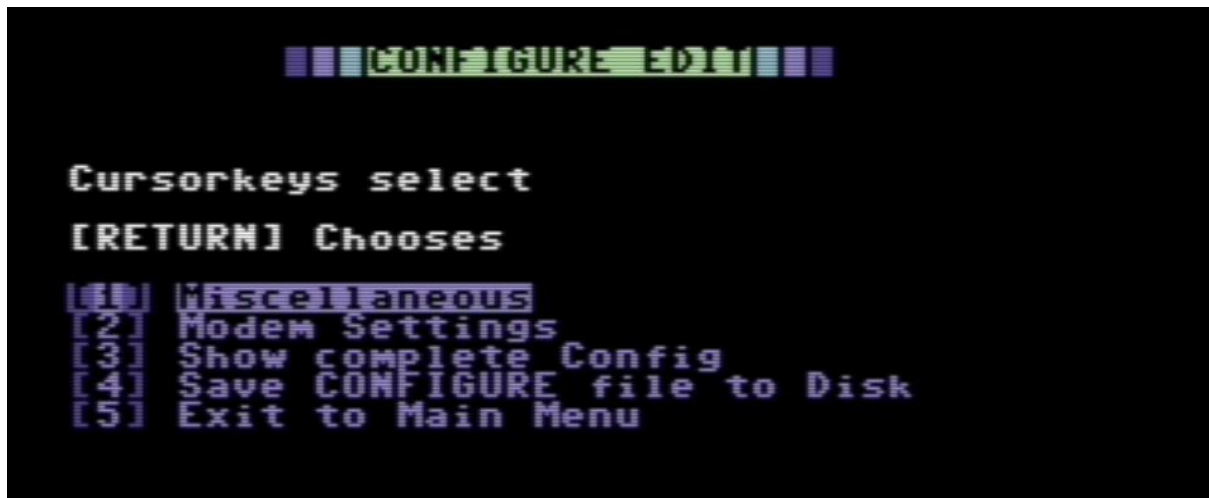 CONFIGURE EDIT
Cursorkeys select
[RETURN] Chooses
[1] Miscellaneous
[2] Modem Settings
[3] Show complete Config
[4] Save CONFIGURE file to Disk
[5] Exit to Main Menu